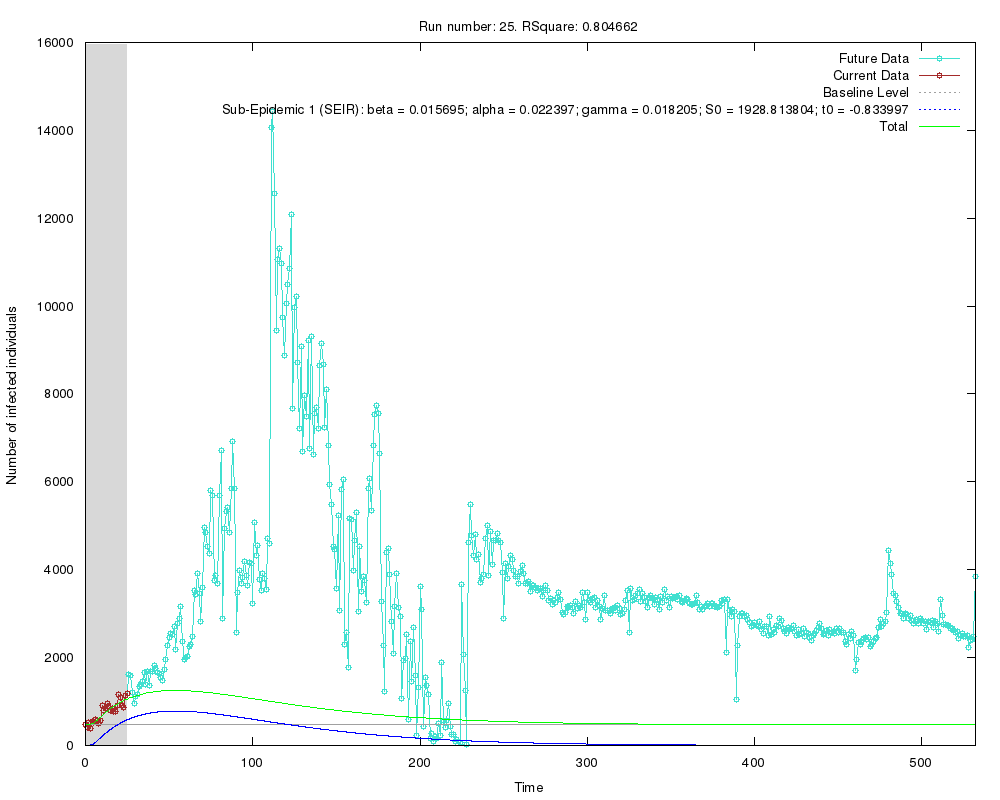 Run number: 25. RSquare: 0.804662
16000
14000
12000
10000
8000
6000
4000
2000
0
Number of infected individuals
Future Data
Current Data
Baseline Level
Sub-Epidemic 1 (SEIR): beta = 0.015695; alpha = 0.022397; gamma = 0.018205; S0 = 1928.813804; t0 = -0.833997
Total
0 100 200 300 400 500
Time